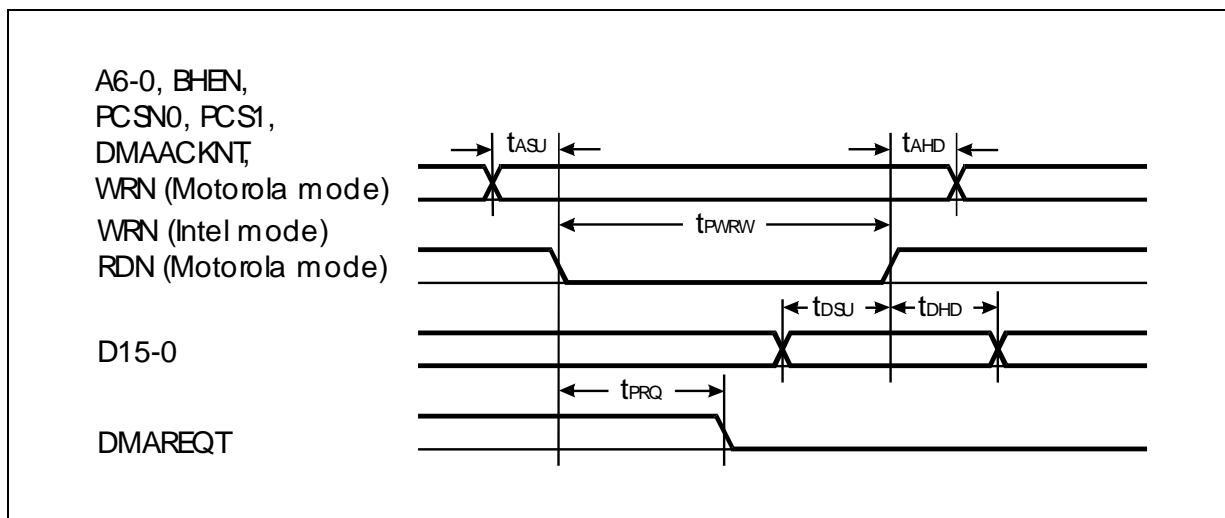 A6-0, BHEN,
PCSN0, PCS1,
DMAACKNT,
WRN (Motorola mode)
tASU
tAHD
WRN (Intel mode)
RDN (Motorola mode)
tPWRW
tDSU
tDHD
D15-0
tPRQ
DMAREQT